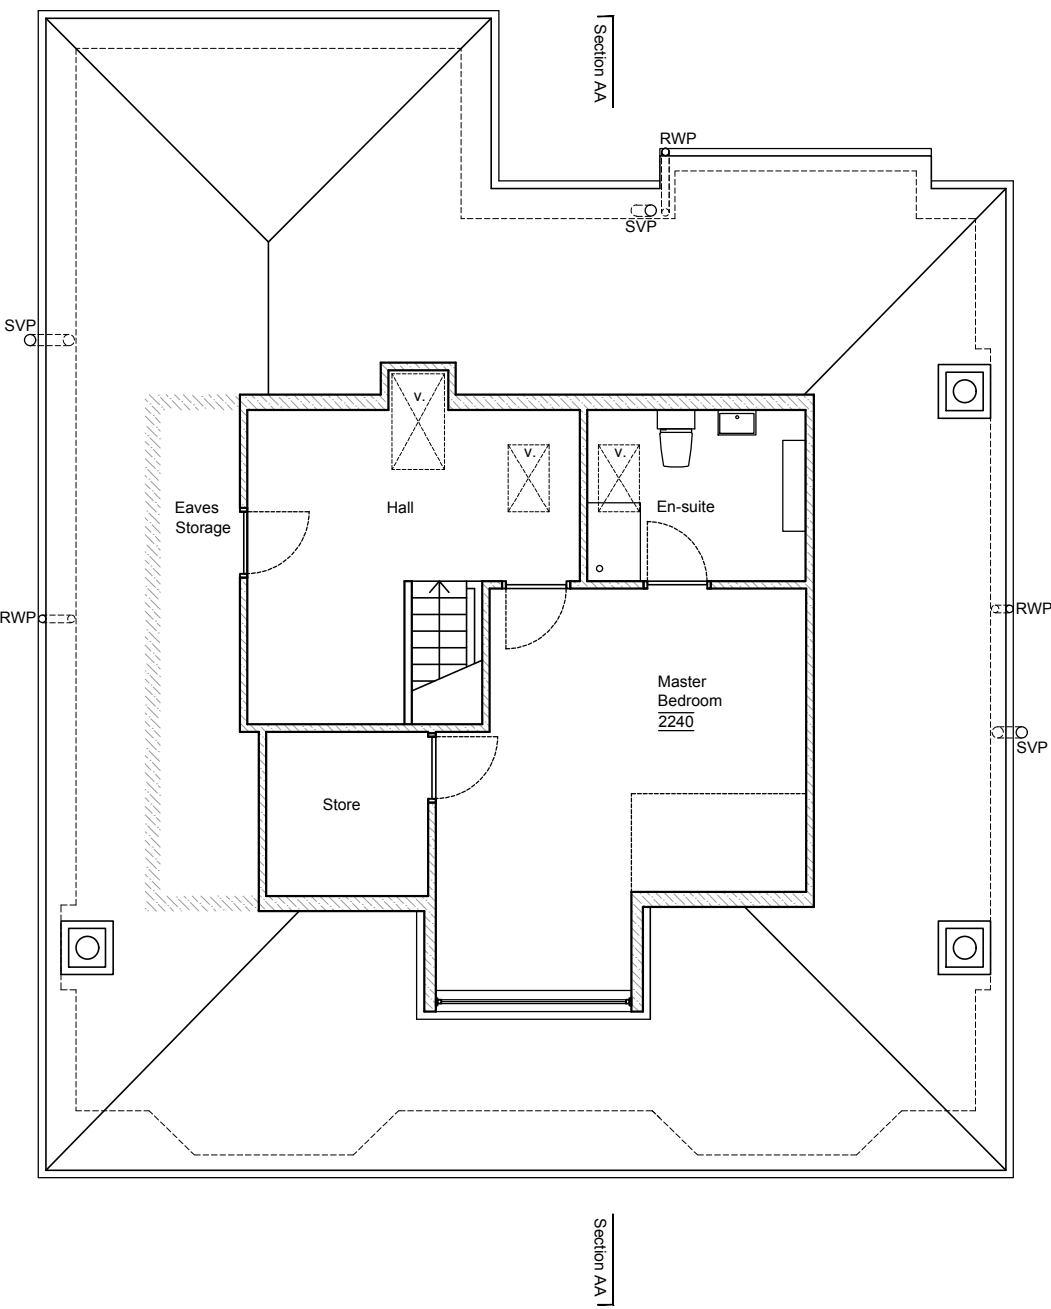 Section AA
RWP
SVP
SVP
v.
v.
v.
Eaves
Storage
Hall
En-suite
RWP
RWP
Master
Bedroom
2240
SVP
Store
Section AA